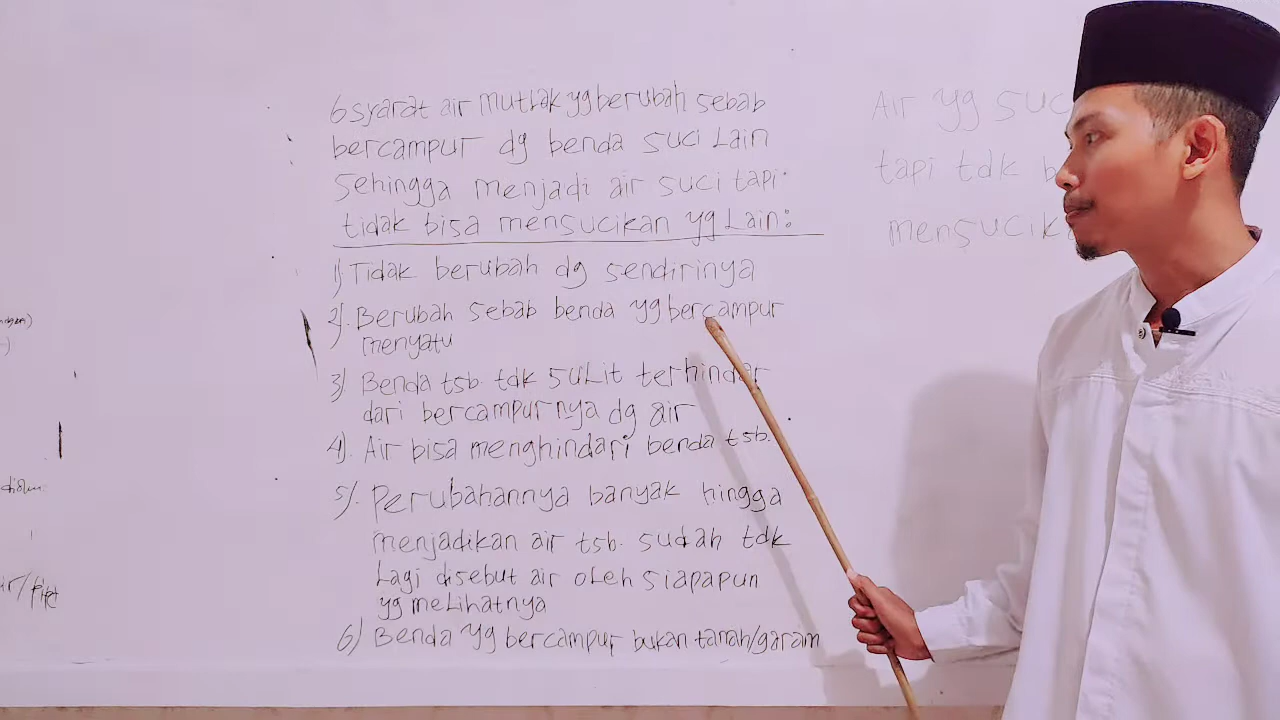 6 syarat air mutlak yg berubah sebab
bercampur dg benda suci lain
sehingga menjadi air suci tapi
tidak bisa mensucikan yg lain:
1) Tidak berubah dg sendirinya
2). Berubah sebab benda yg bercampur
menyatu
3) Benda tsb. tdk sulit terhindar
dari bercampurnya dg air
4). Air bisa menghindari benda tsb.
5). Perubahannya banyak hingga
menjadikan air tsb. sudah tdk
lagi disebut air oleh siapapun
yg melihatnya
6) Benda yg bercampur bukan tanah/garam
Air yg
tapi tdk